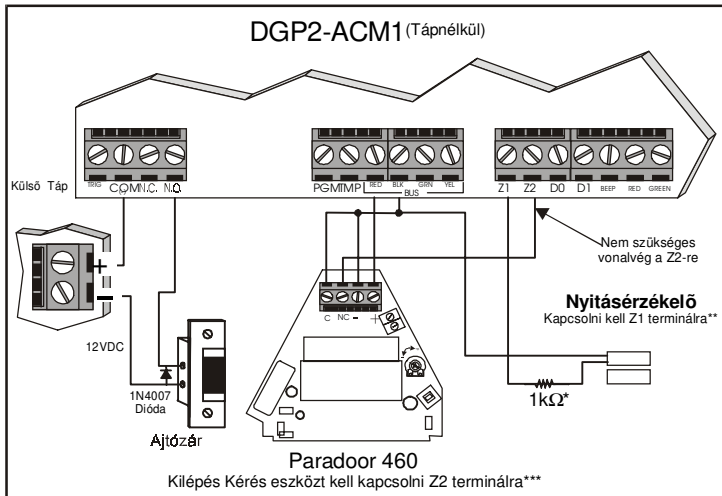 DGP2-ACM1 (Tápnélkül)
Külső Táp
TRIG COM N.C. N.O.
(-)
PGM TMP RED BLK GRN YEL
BUS
Z1 Z2 D0 D1 BEEP RED GREEN
+
-
12VDC
1N4007
Dióda
Ajtózár
C NC - +
Nem szükséges
vonalvég a Z2-re
Nyitásérzékelő
Kapcsolni kell Z1 terminálra**
1kΩ*
Paradoor 460
Kilépés Kérés eszközt kell kapcsolni Z2 terminálra***